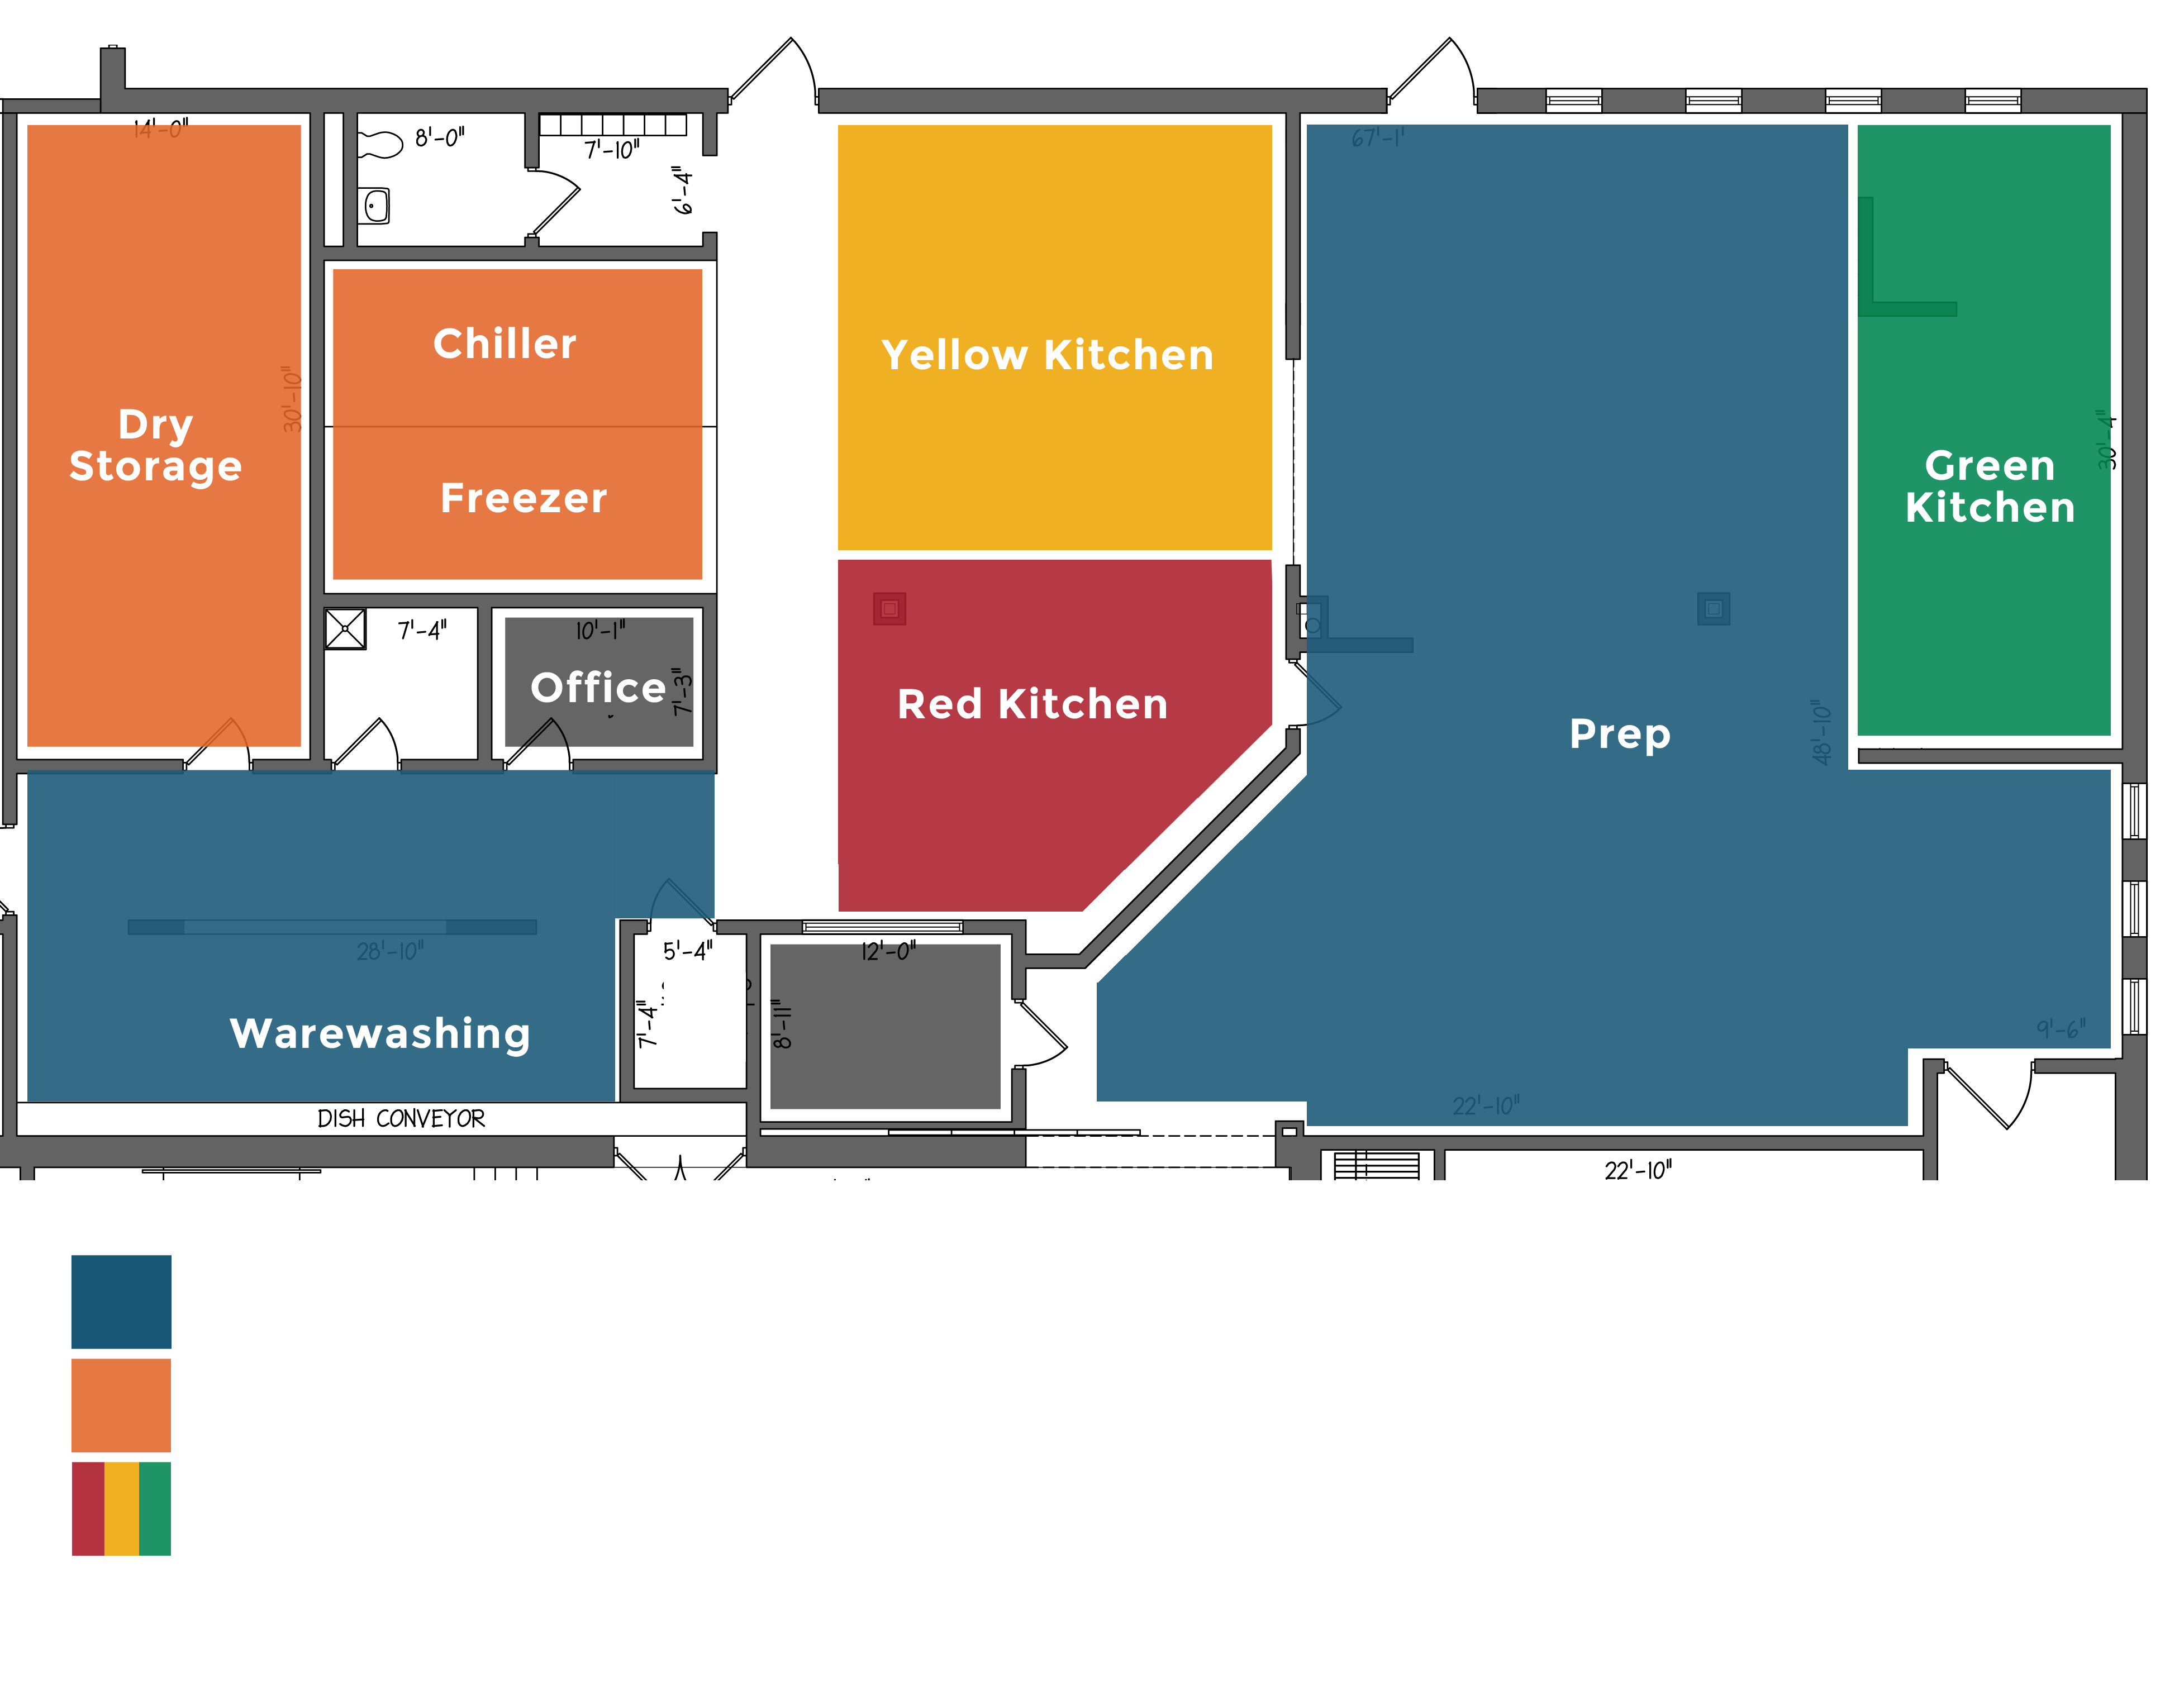 14'-0"
8'-0"
7'-10"
6'-4"
67'-1"
Chiller
Yellow Kitchen
30'-10"
Dry
Storage
Freezer
30'-4"
Green
Kitchen
7'-4"
10'-1"
Office
7'-3"
Red Kitchen
Prep
48'-10"
28'-10"
5'-4"
12'-0"
7'-4"
8'-11"
Warewashing
9'-6"
22'-10"
DISH CONVEYOR
22'-10"